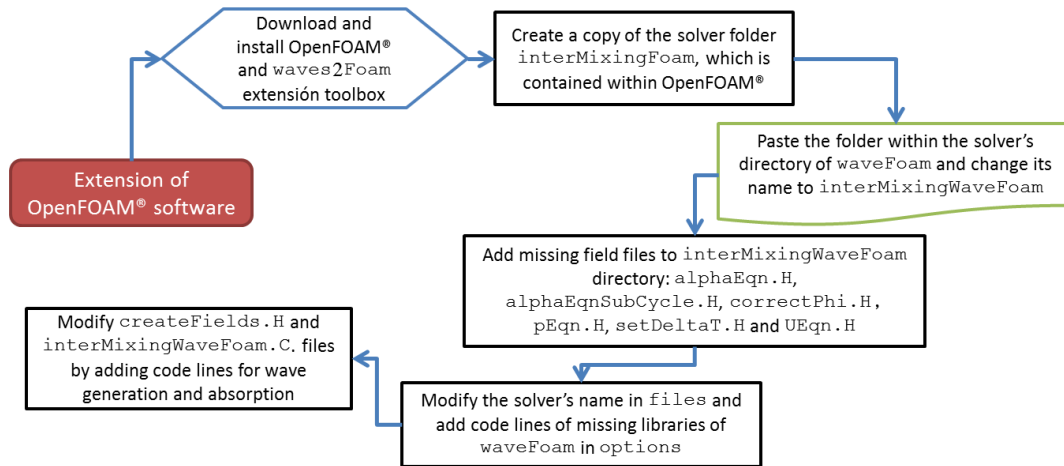 Extension of
OpenFOAM® software
Download and
install OpenFOAM®
and waves2Foam
extensión toolbox
Create a copy of the solver folder
interMixingFoam, which is
contained within OpenFOAM®
Paste the folder within the solver's
directory of waveFoam and change its
name to interMixingWaveFoam
Add missing field files to interMixingWaveFoam
directory: alphaEqn.H,
alphaEqnSubCycle.H, correctPhi.H,
pEqn.H, setDeltaT.H and UEqn.H
Modify the solver's name in files and
add code lines of missing libraries of
waveFoam in options
Modify createFields.H and
interMixingWaveFoam.C. files
by adding code lines for wave
generation and absorption